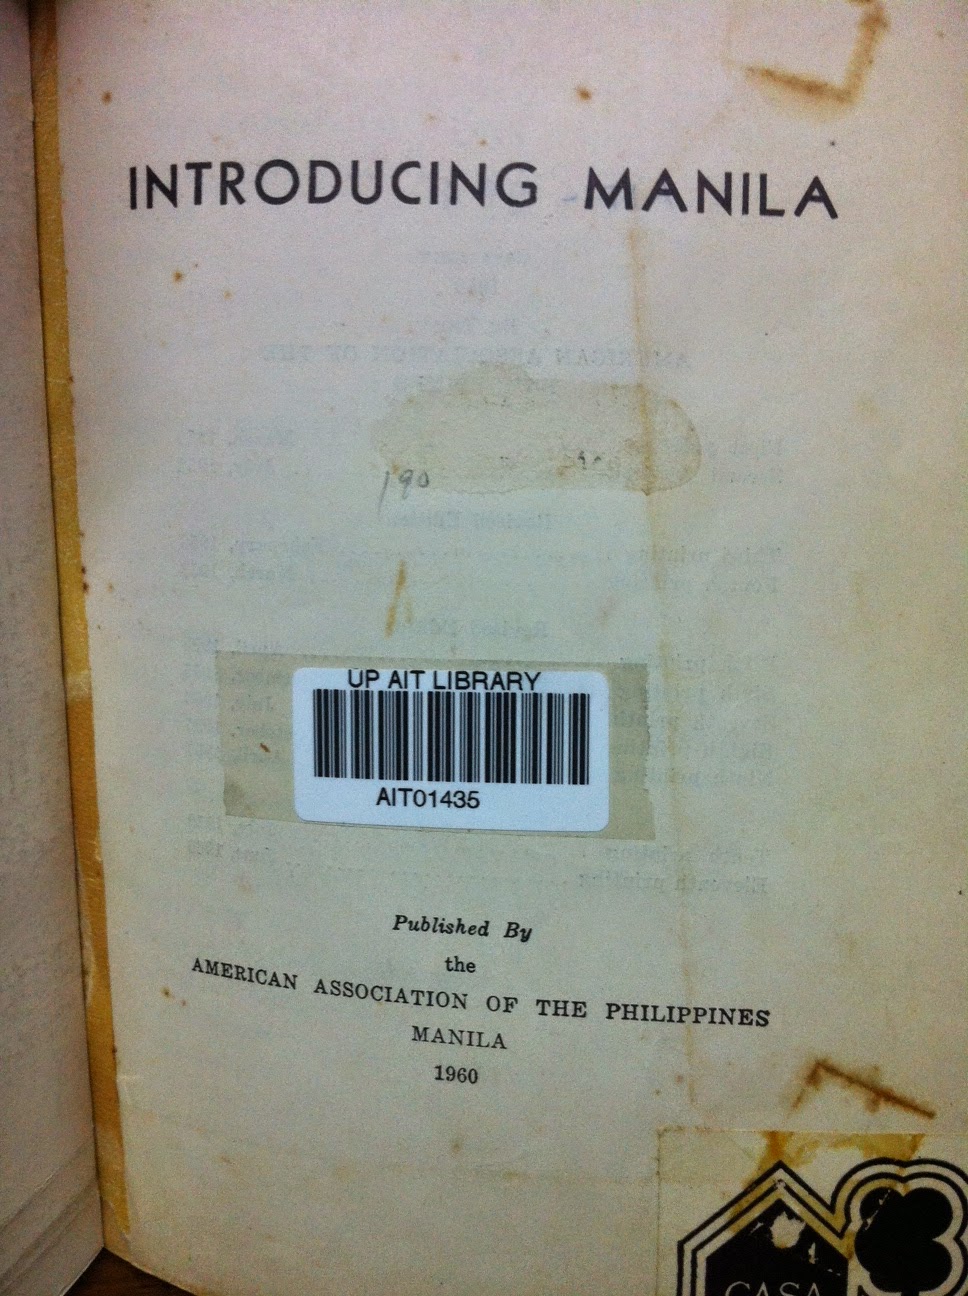 INTRODUCING MANILA
190
UP AIT LIBRARY
AIT01435
Published By
the
AMERICAN ASSOCIATION OF THE PHILIPPINES
MANILA
1960
CASA